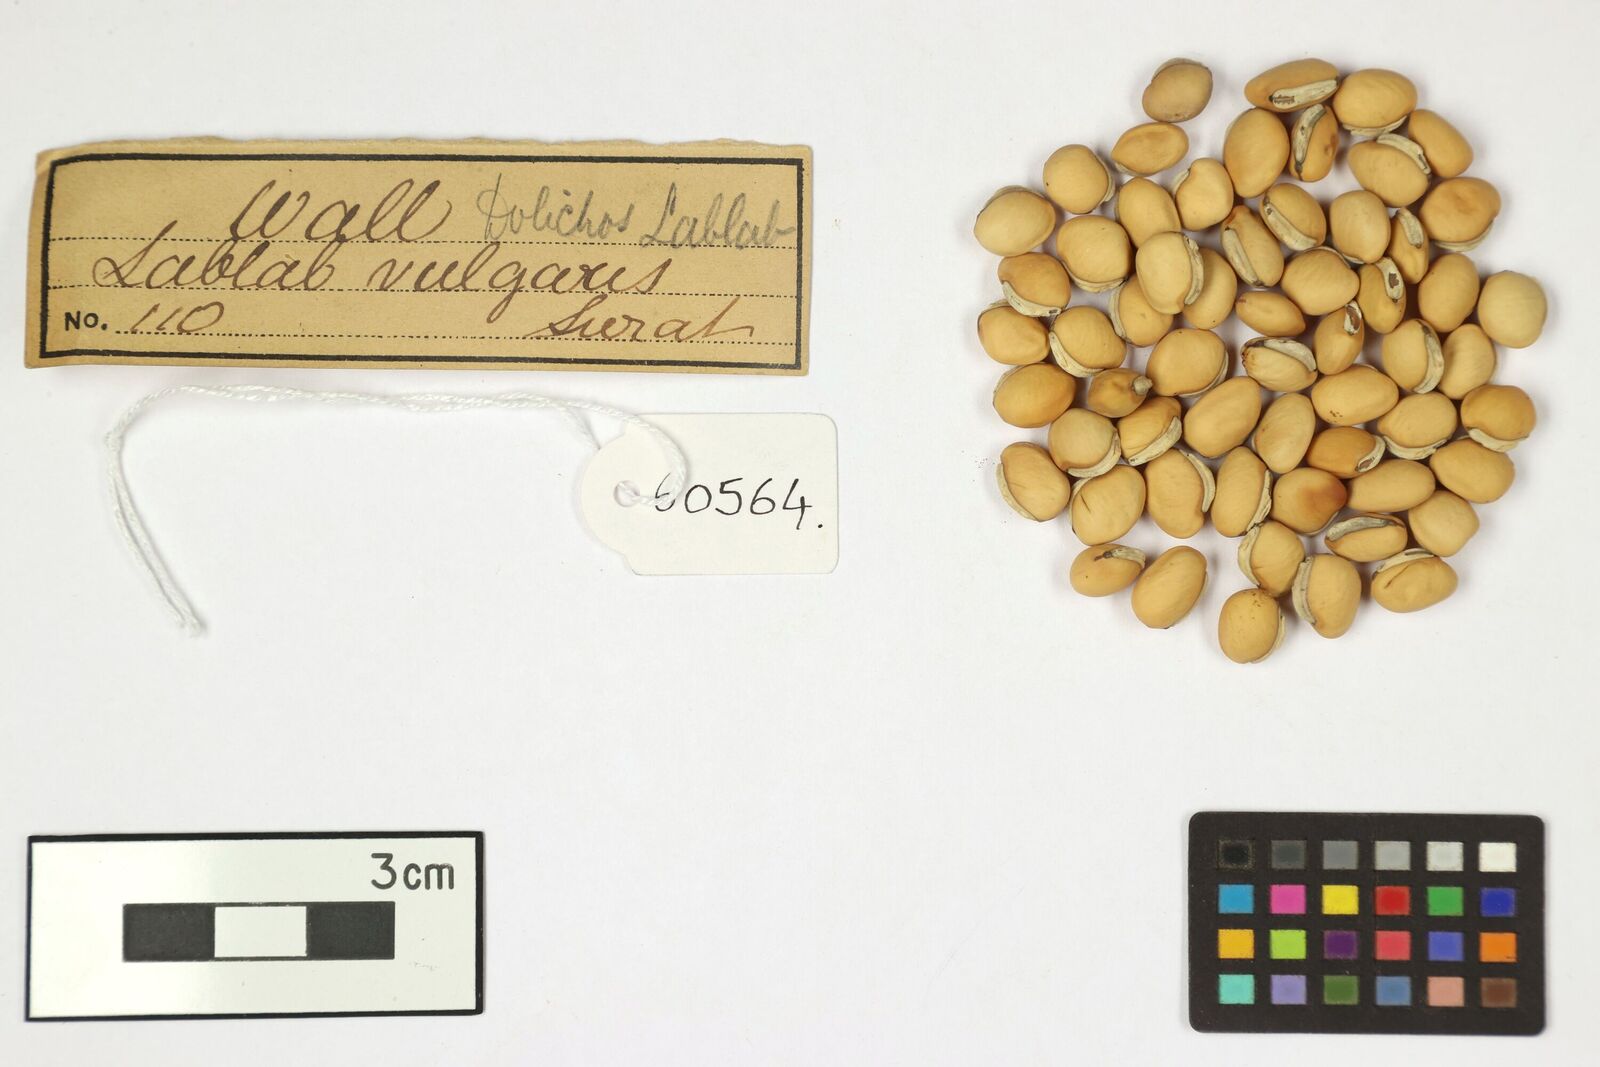 Wall Dolichos Lablab
Lablab vulgaris
No. 110 Surat
60564.
3cm